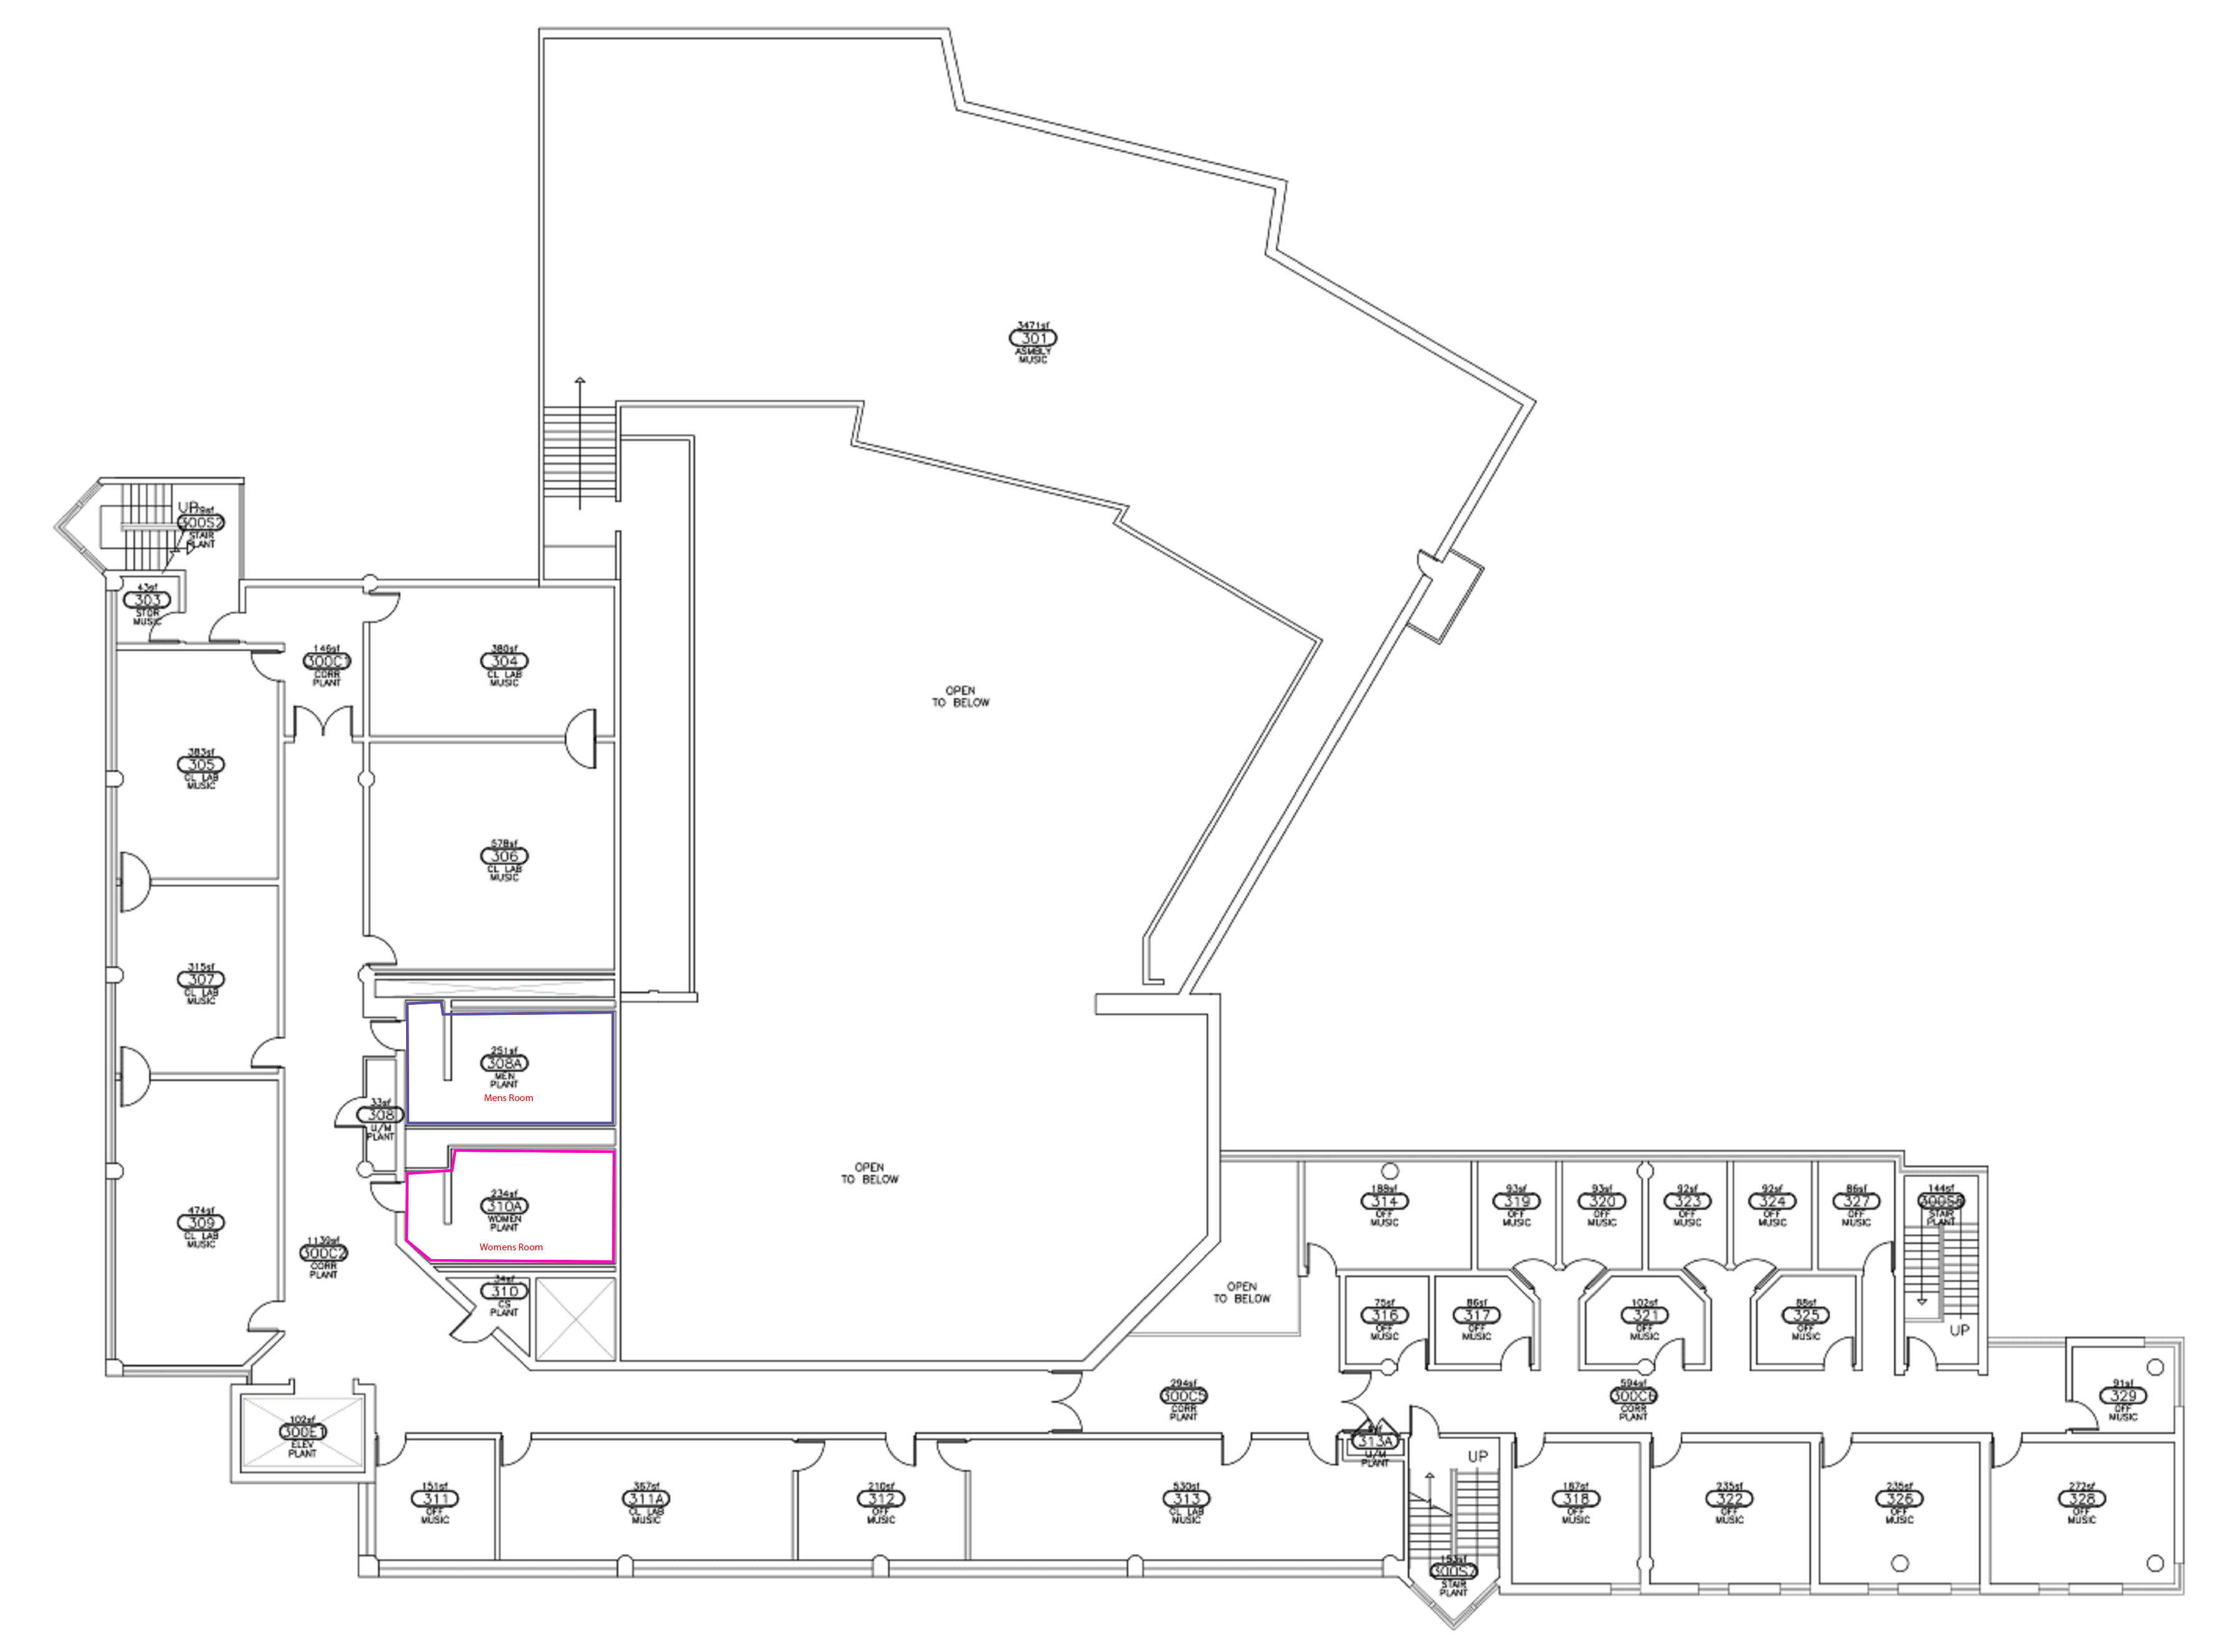 3471sf
301
ASMBLY
MUSIC
UP
300S2
STAIR
PLANT
43sf
303
STOR
MUSIC
146sf
300C1
CORR
PLANT
380sf
304
CL LAB
MUSIC
OPEN
TO BELOW
383sf
305
CL LAB
MUSIC
578sf
306
CL LAB
MUSIC
315sf
307
CL LAB
MUSIC
251sf
308A
MEN
PLANT
Mens Room
33sf
308
U/M
PLANT
OPEN
TO BELOW
234sf
310A
WOMEN
PLANT
Womens Room
474sf
309
CL LAB
MUSIC
1139sf
300C2
CORR
PLANT
34sf
310
CS
PLANT
OPEN
TO BELOW
188sf
314
OFF
MUSIC
93sf
319
OFF
MUSIC
93sf
320
OFF
MUSIC
92sf
323
OFF
MUSIC
92sf
324
OFF
MUSIC
86sf
327
OFF
MUSIC
144sf
STAIR
PLANT
UP
75sf
316
OFF
MUSIC
86sf
317
OFF
MUSIC
102sf
321
OFF
MUSIC
88sf
325
OFF
MUSIC
294sf
300C5
CORR
PLANT
594sf
300C6
CORR
PLANT
91sf
329
OFF
MUSIC
102sf
300E1
ELEV
PLANT
313A
U/M
PLANT
UP
151sf
311
OFF
MUSIC
367sf
311A
CL LAB
MUSIC
210sf
312
OFF
MUSIC
530sf
313
CL LAB
MUSIC
187sf
318
OFF
MUSIC
235sf
322
OFF
MUSIC
236sf
326
OFF
MUSIC
272sf
328
OFF
MUSIC
153sf
300S2
STAIR
PLANT